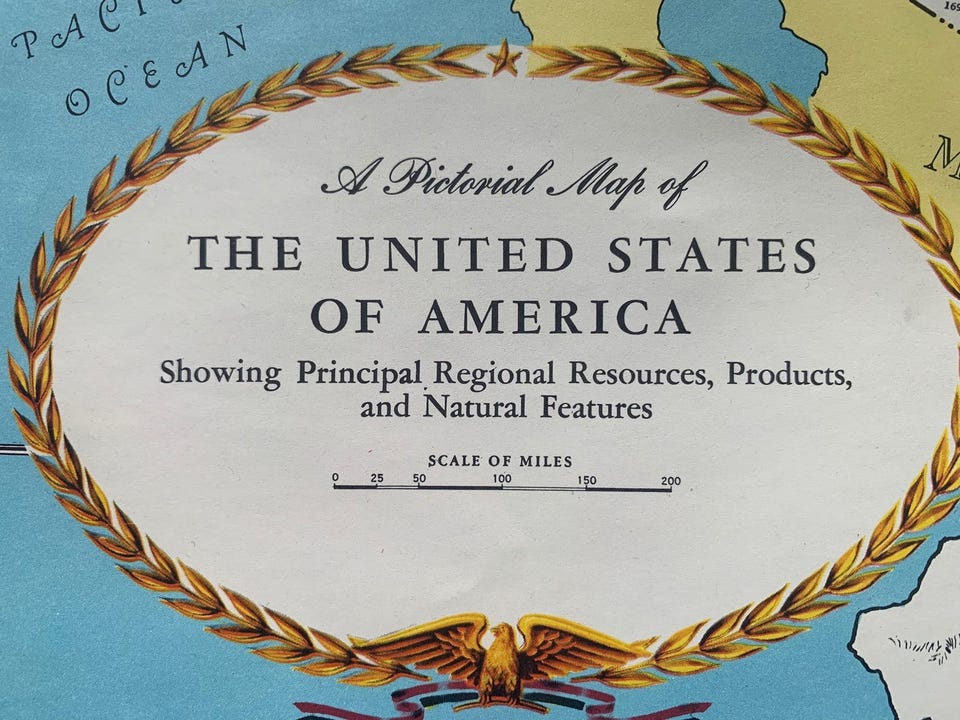 OCEAN
A Pictorial Map of
THE UNITED STATES
OF AMERICA
Showing Principal Regional Resources, Products,
and Natural Features
SCALE OF MILES
0 25 50 100 150 200